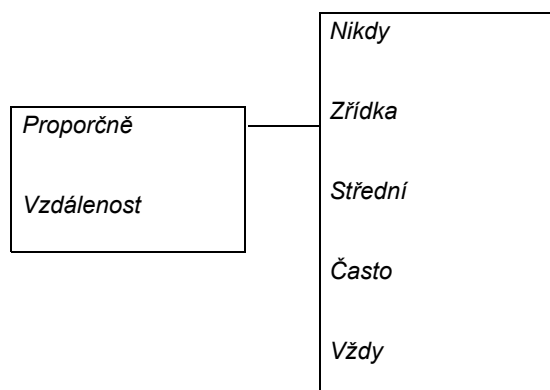 Proporčně
Vzdálenost
Nikdy
Zřídka
Střední
Často
Vždy